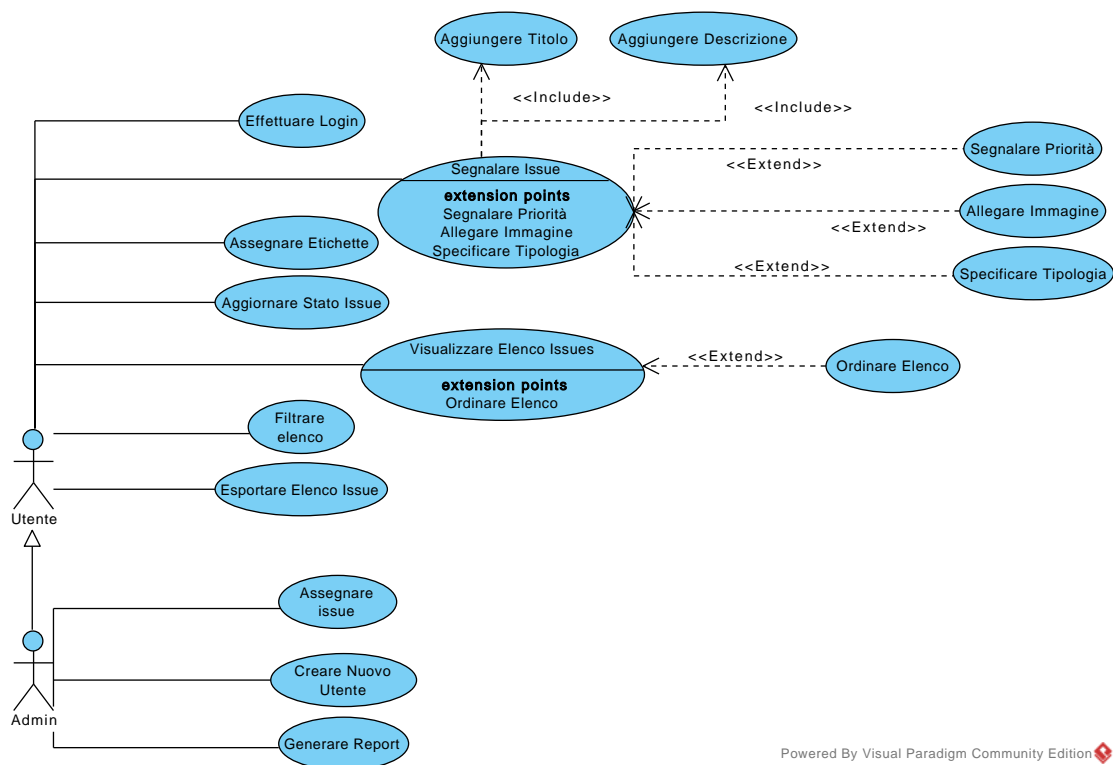 Aggiungere Titolo
Aggiungere Descrizione
<<Include>>
<<Include>>
Effettuare Login
Segnalare Issue
extension points
Segnalare Priorità
Allegare Immagine
Specificare Tipologia
Segnalare Priorità
<<Extend>>
Allegare Immagine
<<Extend>>
Specificare Tipologia
<<Extend>>
Assegnare Etichette
Aggiornare Stato Issue
Visualizzare Elenco Issues
extension points
Ordinare Elenco
<<Extend>>
Ordinare Elenco
Filtrare
elenco
Esportare Elenco Issue
Utente
Assegnare
issue
Creare Nuovo
Utente
Admin
Generare Report
Powered By Visual Paradigm Community Edition